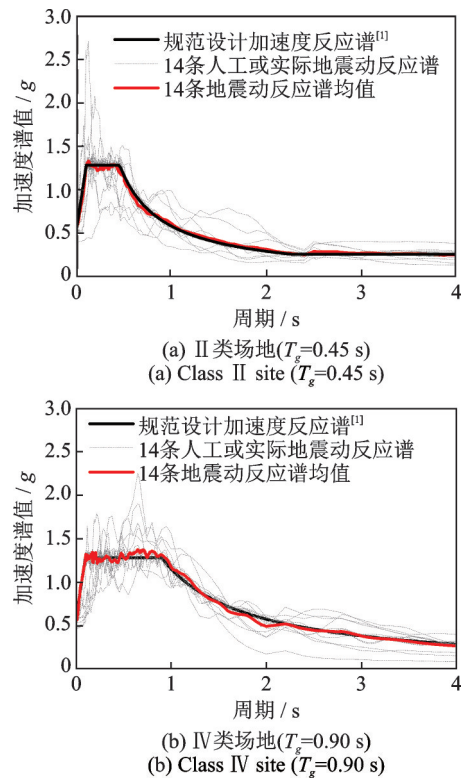 3.0
2.5
2.0
1.5
1.0
0.5
0
加速度谱值 / g
规范设计加速度反应谱[1]
14条人工或实际地震动反应谱
14条地震动反应谱均值
0 1 2 3 4
周期 / s
(a) Ⅱ类场地(Tg=0.45 s)
(a) Class Ⅱ site (Tg=0.45 s)
3.0
2.5
2.0
1.5
1.0
0.5
0
加速度谱值 / g
规范设计加速度反应谱[1]
14条人工或实际地震动反应谱
14条地震动反应谱均值
0 1 2 3 4
周期 / s
(b) Ⅳ类场地(Tg=0.90 s)
(b) Class Ⅳ site (Tg=0.90 s)